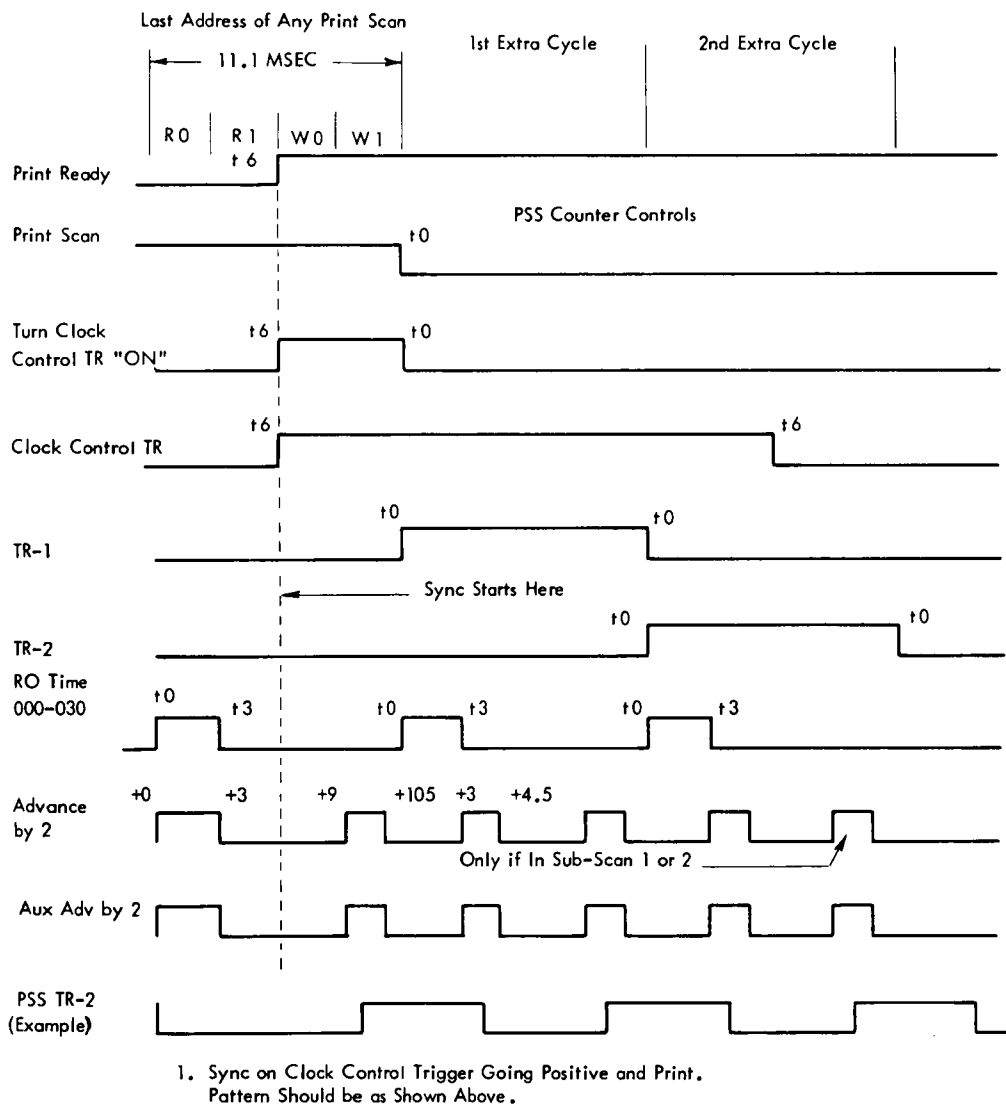 Last Address of Any Print Scan
1st Extra Cycle
2nd Extra Cycle
11.1 MSEC
R0 R1 W0 W1
t6
Print Ready
PSS Counter Controls
Print Scan
t0
Turn Clock
Control TR "ON"
t6 t0
Clock Control TR
t6 t6
TR-1
t0 t0
Sync Starts Here
TR-2
t0 t0
RO Time
000-030
t0 t3 t0 t3 t0 t3
Advance
by 2
+0 +3 +9 +105 +3 +4.5
Only if In Sub-Scan 1 or 2
Aux Adv by 2
PSS TR-2
(Example)
1. Sync on Clock Control Trigger Going Positive and Print.
Pattern Should be as Shown Above.